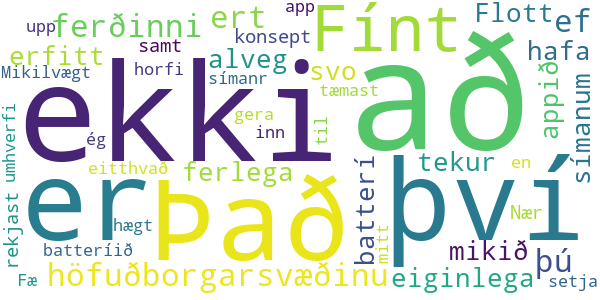 upp
ferðinni
ert
app
Fínt
Flott
ef
erfitt
samt
konsept
alveg
hafa
Mikilvægt
horfi
símanr
svo
ekki
að
appið
símanum
umhverfi
rekjast
ég
gera
inn
tæmast
til
eitthvað
ferlega
batterí
tekur
en
er
Það
því
hægt
mitt
mikið
Nær
þú
batteríið
Fæ
höfuðborgarsvæðinu
eiginlega
setja